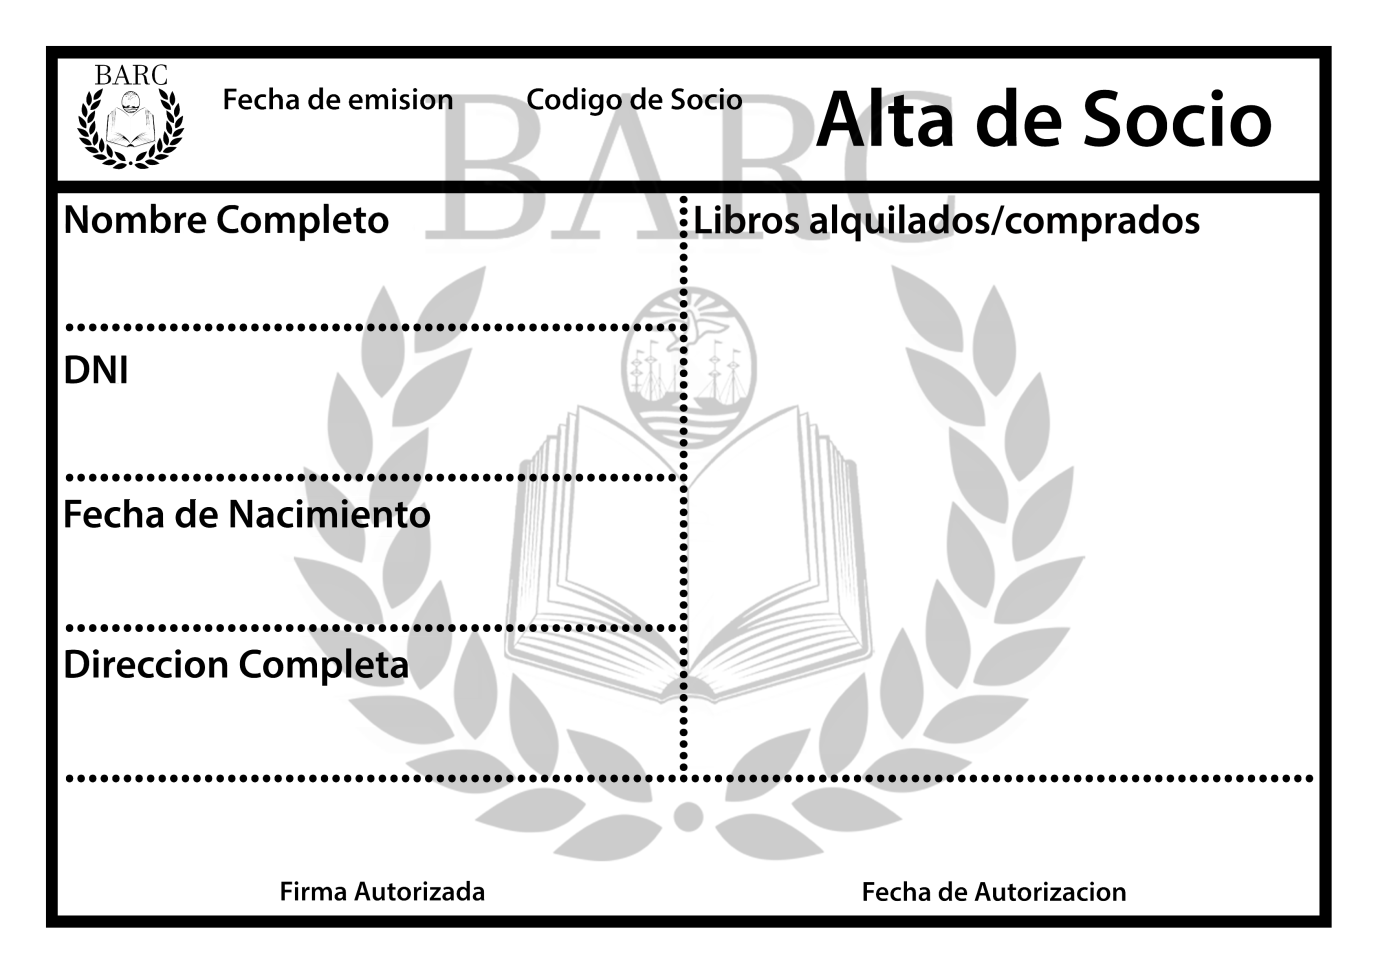 BARC
Fecha de emision
Codigo de Socio
Alta de Socio
BARC
Nombre Completo
Libros alquilados/comprados
DNI
Fecha de Nacimiento
Direccion Completa
Firma Autorizada
Fecha de Autorizacion